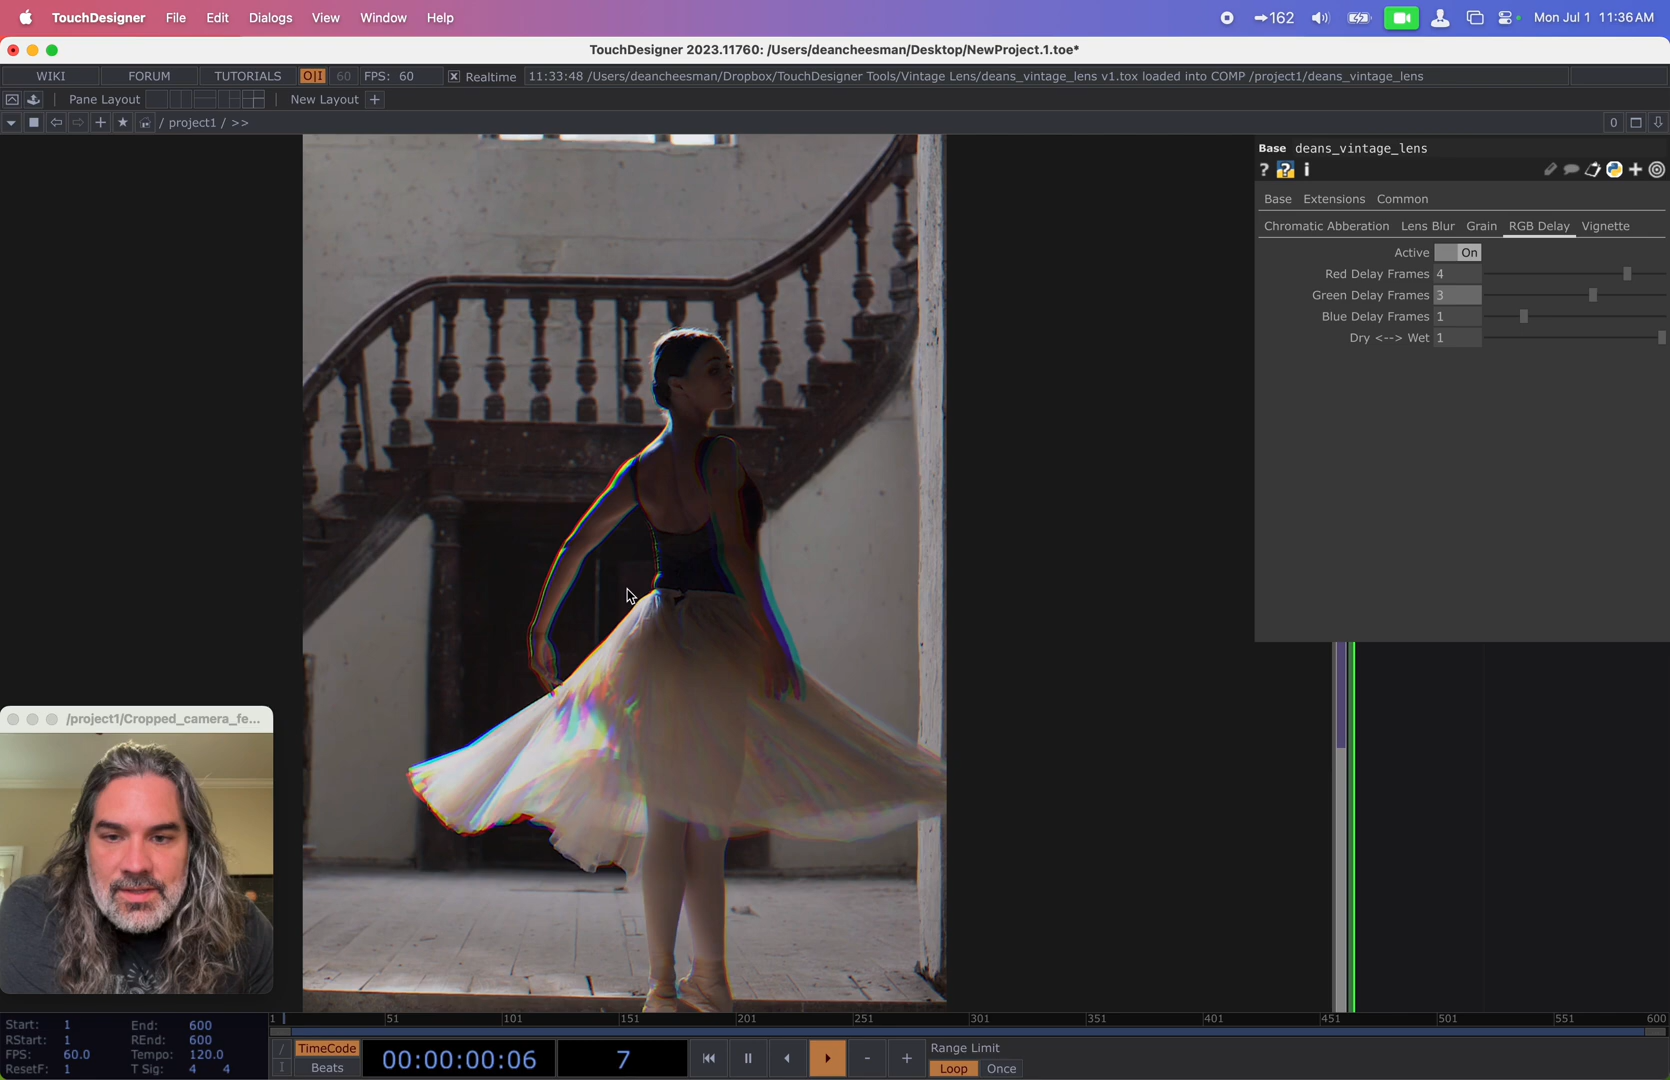 TouchDesigner File Edit Dialogs View Window Help 162 Mon Jul 1 11:36 AM
TouchDesigner 2023.11760: /Users/deancheesman/Desktop/NewProject.1.toe*
WIKI FORUM TUTORIALS O|I 60 FPS: 60 X Realtime 11:33:48 /Users/deancheesman/Dropbox/TouchDesigner Tools/Vintage Lens/deans_vintage_lens v1.tox loaded into COMP /project1/deans_vintage_lens
Pane Layout New Layout +
/ project1 / >> 0
Base deans_vintage_lens
? ? i
Base Extensions Common
Chromatic Abberation Lens Blur Grain RGB Delay Vignette
Active On
Red Delay Frames 4
Green Delay Frames 3
Blue Delay Frames 1
Dry <--> Wet 1
/project1/Cropped_camera_fe...
1 51 101 151 201 251 301 351 401 451 501 551 600
Start: 1 End: 600
RStart: 1 REnd: 600
FPS: 60.0 Tempo: 120.0
ResetF: 1 T Sig: 4 4
/ TimeCode
I Beats
00:00:00:06 7 - +
Range Limit
Loop Once